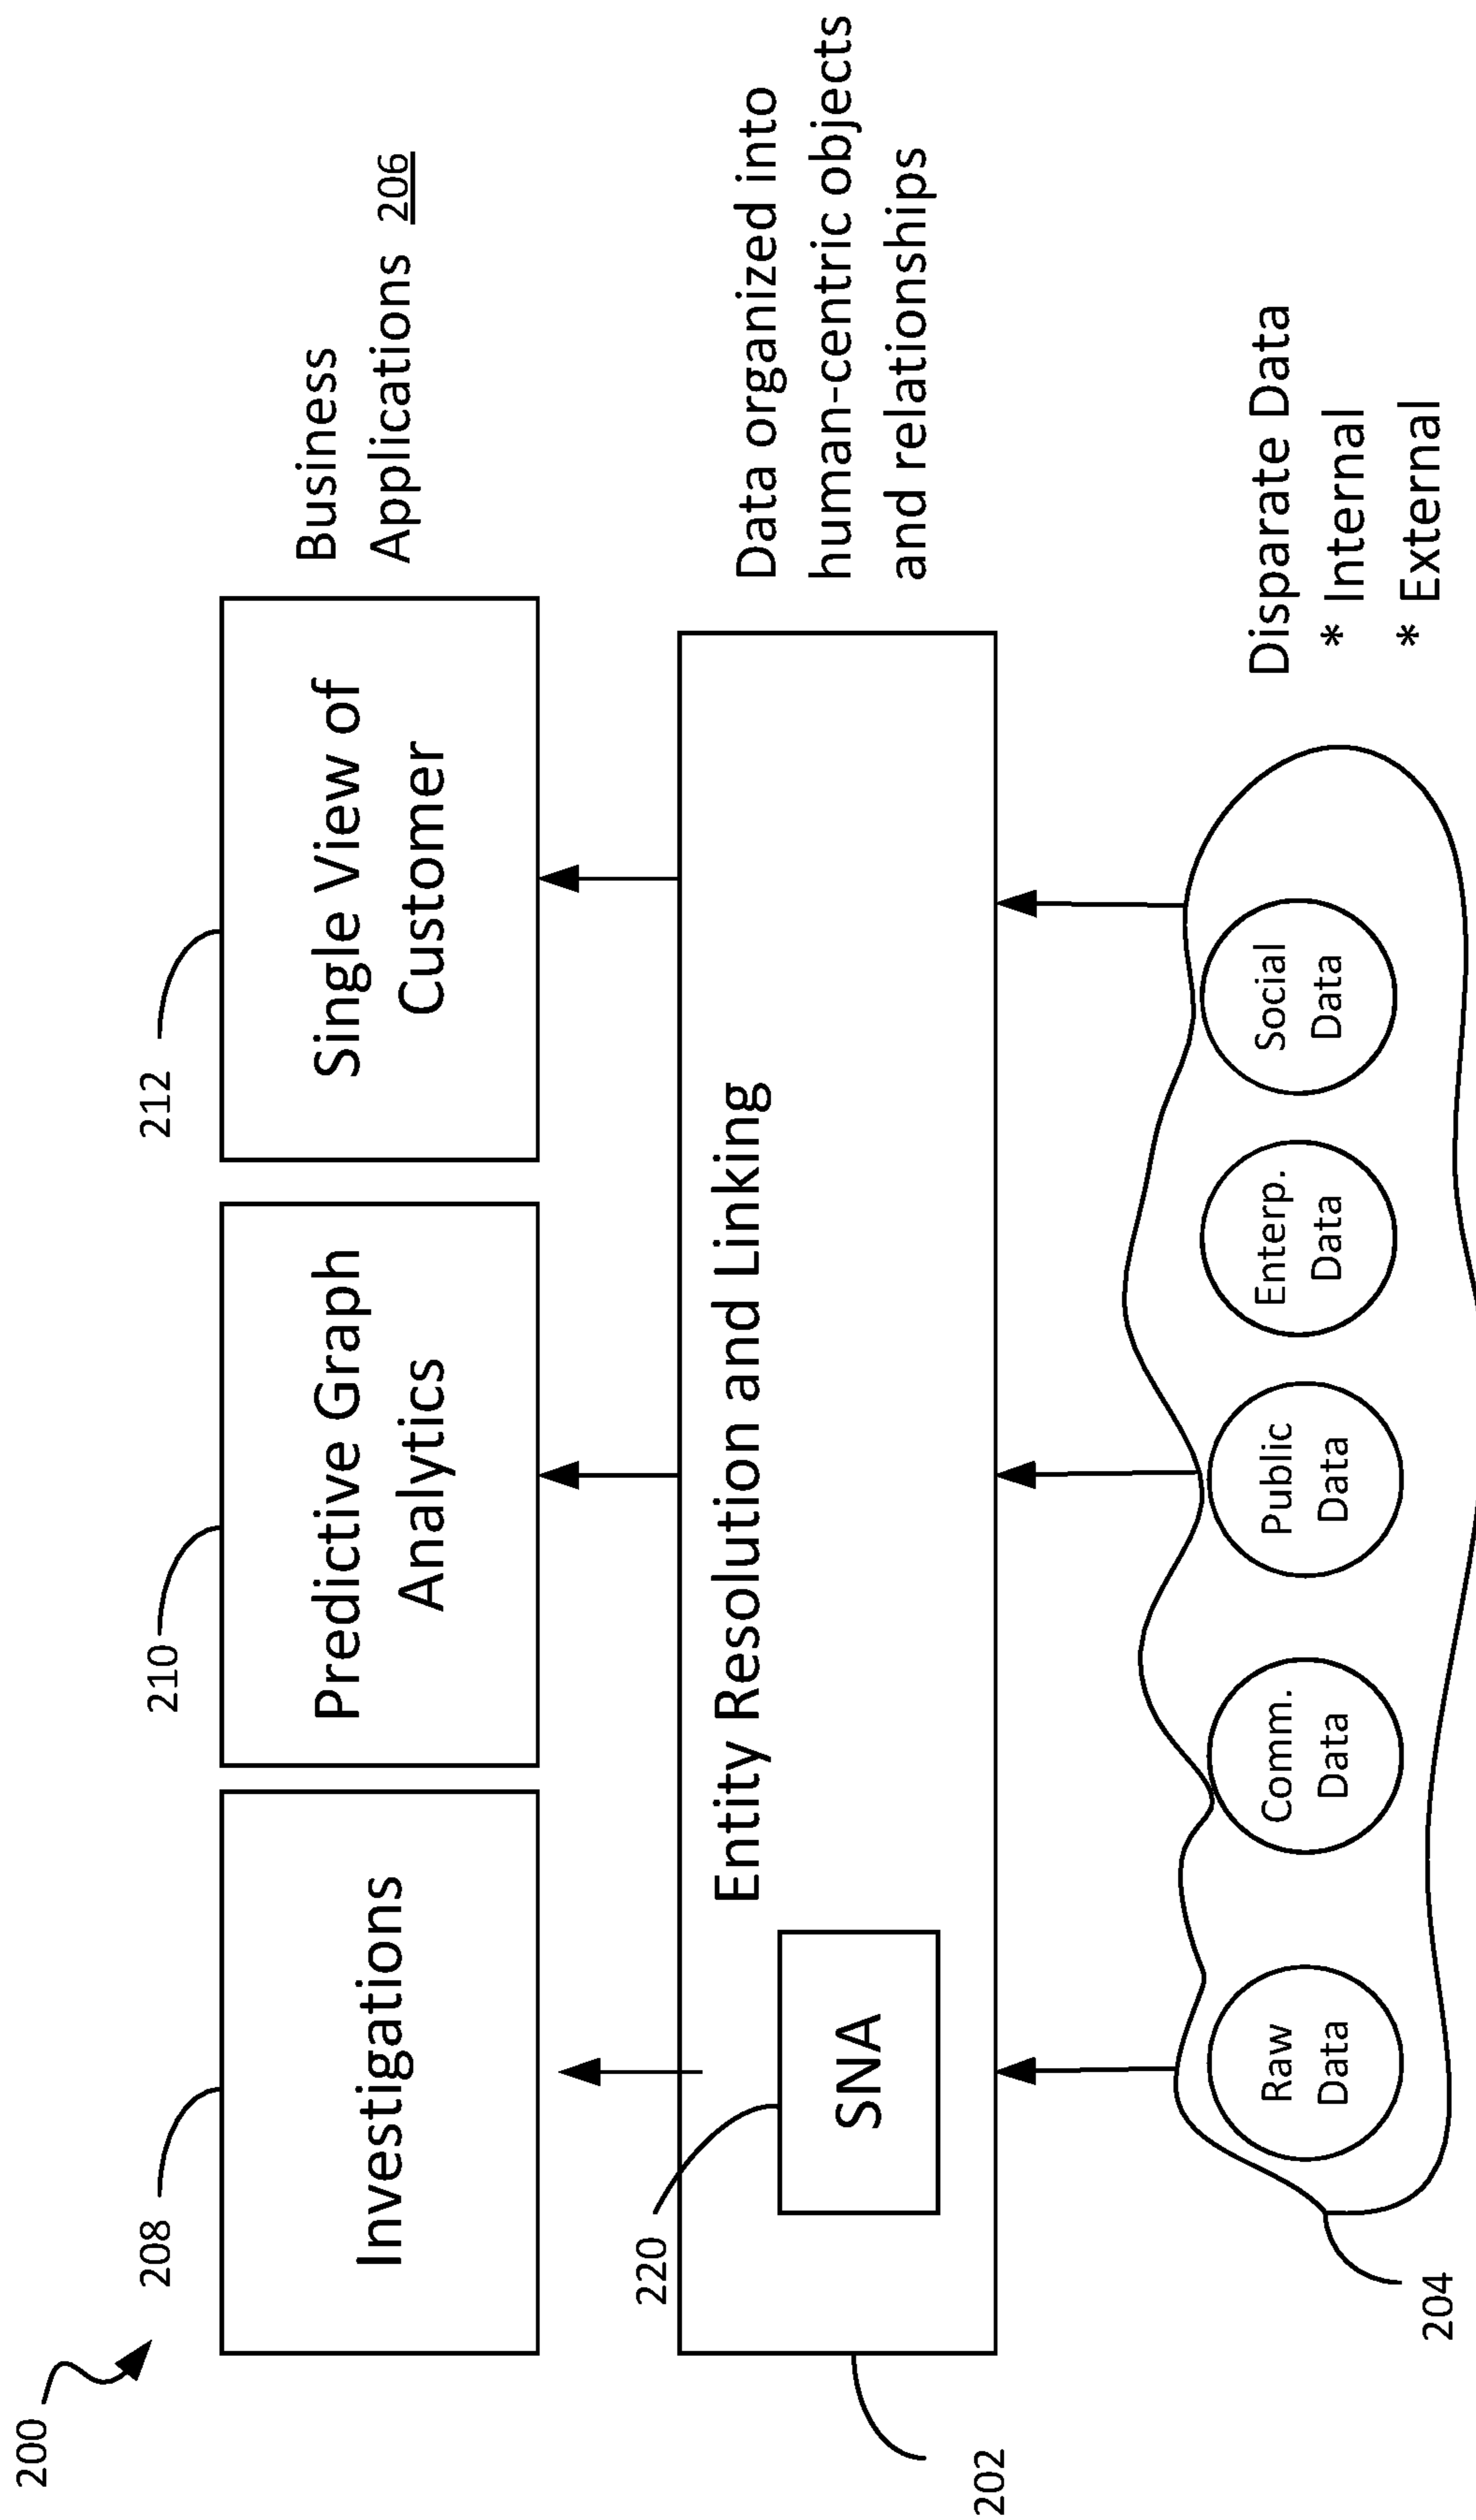 200
208
210
212
Investigations
Predictive Graph
Analytics
Single View of
Customer
Business
Applications 206
220
Entity Resolution and Linking
SNA
202
Data organized into
human-centric objects
and relationships
Raw
Data
Comm.
Data
Public
Data
Enterp.
Data
Social
Data
Disparate Data
* Internal
* External
204